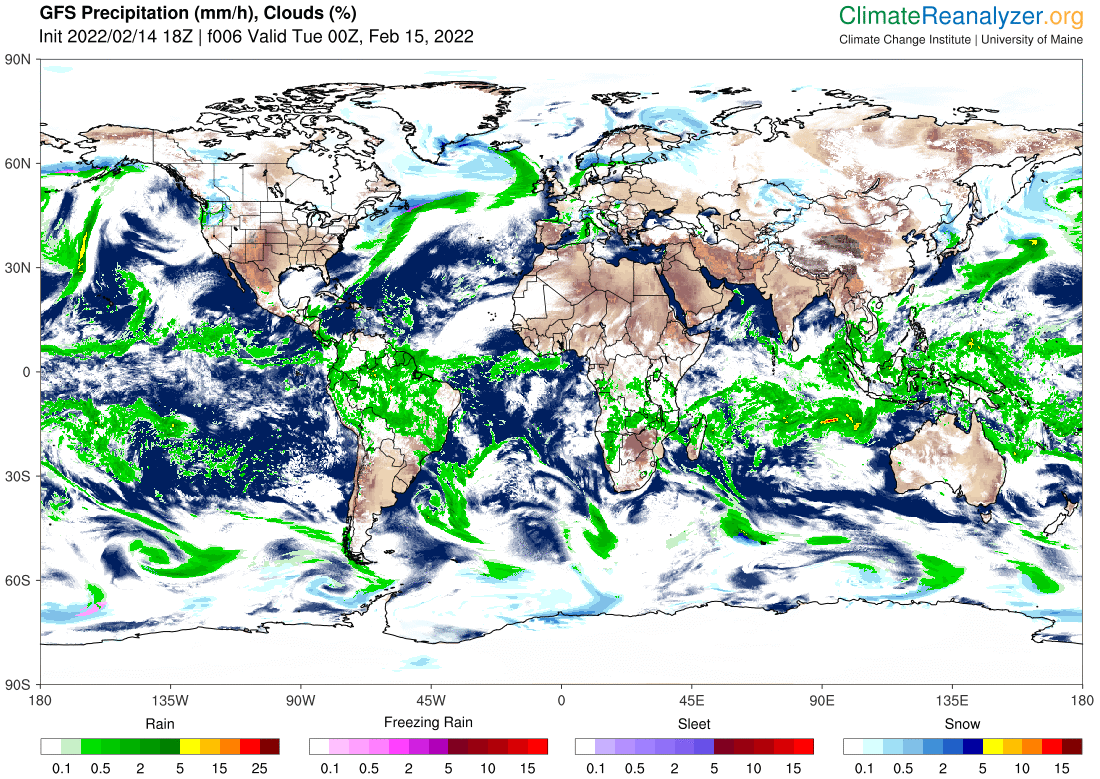 GFS Precipitation (mm/h), Clouds (%)
Init 2022/02/14 18Z | f006 Valid Tue 00Z, Feb 15, 2022
ClimateReanalyzer.org
Climate Change Institute | University of Maine
90N
60N
30N
0
30S
60S
90S
180 135W 90W 45W 0 45E 90E 135E 180
Rain Freezing Rain Sleet Snow
0.1 0.5 2 5 15 25 0.1 0.5 2 5 10 15 0.1 0.5 2 5 10 15 0.1 0.5 2 5 10 15